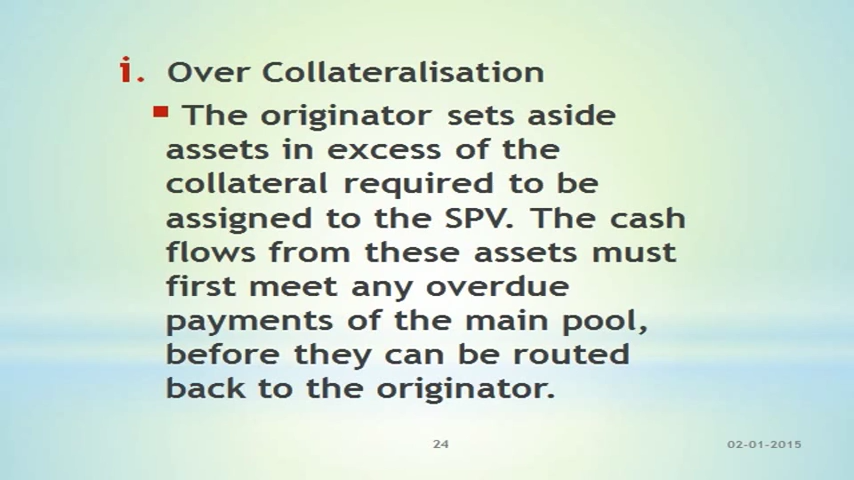 i. Over Collateralisation
The originator sets aside
assets in excess of the
collateral required to be
assigned to the SPV. The cash
flows from these assets must
first meet any overdue
payments of the main pool,
before they can be routed
back to the originator.
24
02-01-2015